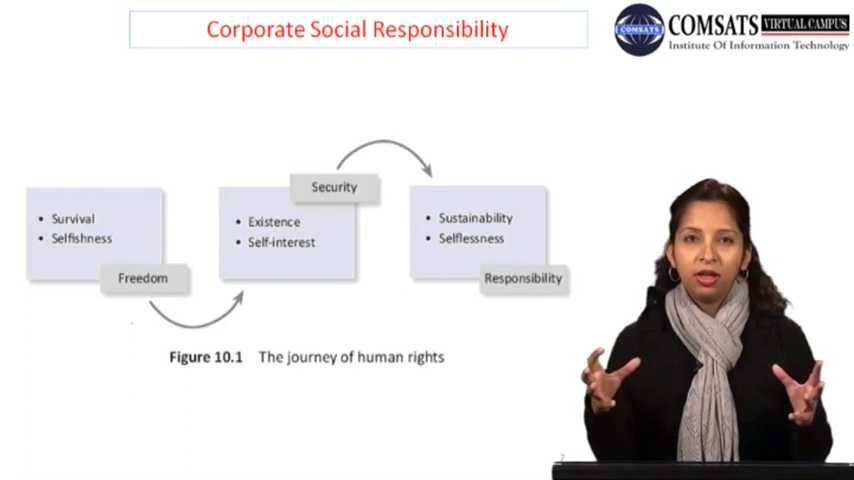 Corporate Social Responsibility
COMSATS
COMSATS VIRTUAL CAMPUS
Institute Of Information Technology
• Survival
• Selfishness
Freedom
Security
• Existence
• Self-interest
• Sustainability
• Selflessness
Responsibility
Figure 10.1 The journey of human rights
7